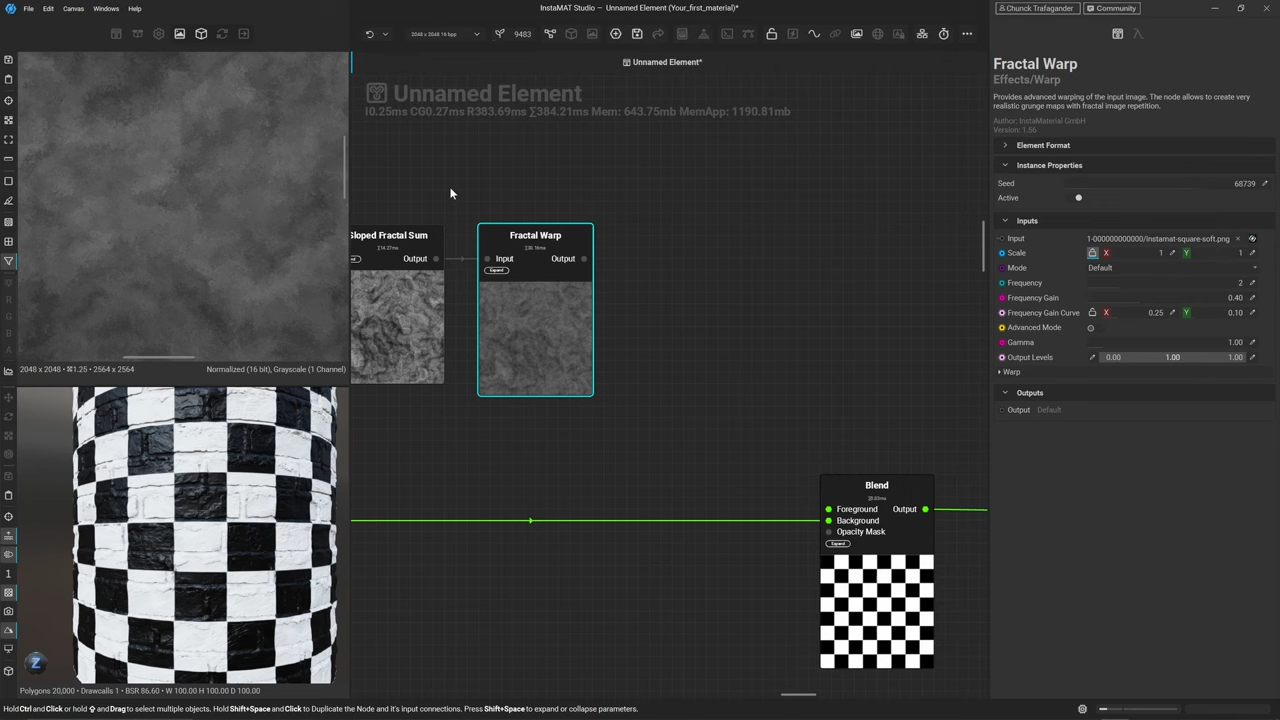 File Edit Canvas Windows Help
InstaMAT Studio – Unnamed Element (Your_first_material)*
Chunck Trafagander
Community
2048 x 2048 16 bpp
9483
Unnamed Element*
Unnamed Element
I0.25ms CG0.27ms R383.69ms ∑384.21ms Mem: 643.75mb MemApp: 1190.81mb
Sloped Fractal Sum
∑14.27ms
Output
Fractal Warp
Input
Output
Expand
2048 x 2048 • 1.25 • 2564 x 2564
Normalized (16 bit), Grayscale (1 Channel)
R
G
B
A
1
Z
Polygons 20,000 • Drawcalls 1 • BSR 86.60 • W 100.00 H 100.00 D 100.00
Blend
Foreground
Output
Background
Opacity Mask
Expand
Fractal Warp
Effects/Warp
Provides advanced warping of the input image. The node allows to create very
realistic grunge maps with fractal image repetition.
Author: InstaMaterial GmbH
Version: 1.56
Element Format
Instance Properties
Seed 68739
Active
Inputs
Input 1-000000000000/instamat-square-soft.png ×
Scale X 1 Y 1
Mode Default
Frequency 2
Frequency Gain 0.40
Frequency Gain Curve X 0.25 Y 0.10
Advanced Mode
Gamma 1.00
Output Levels 0.00 1.00 1.00
Warp
Outputs
Output Default
Hold Ctrl and Click or hold ⇧ and Drag to select multiple objects. Hold Shift+Space and Click to Duplicate the Node and it's input connections. Press Shift+Space to expand or collapse parameters.